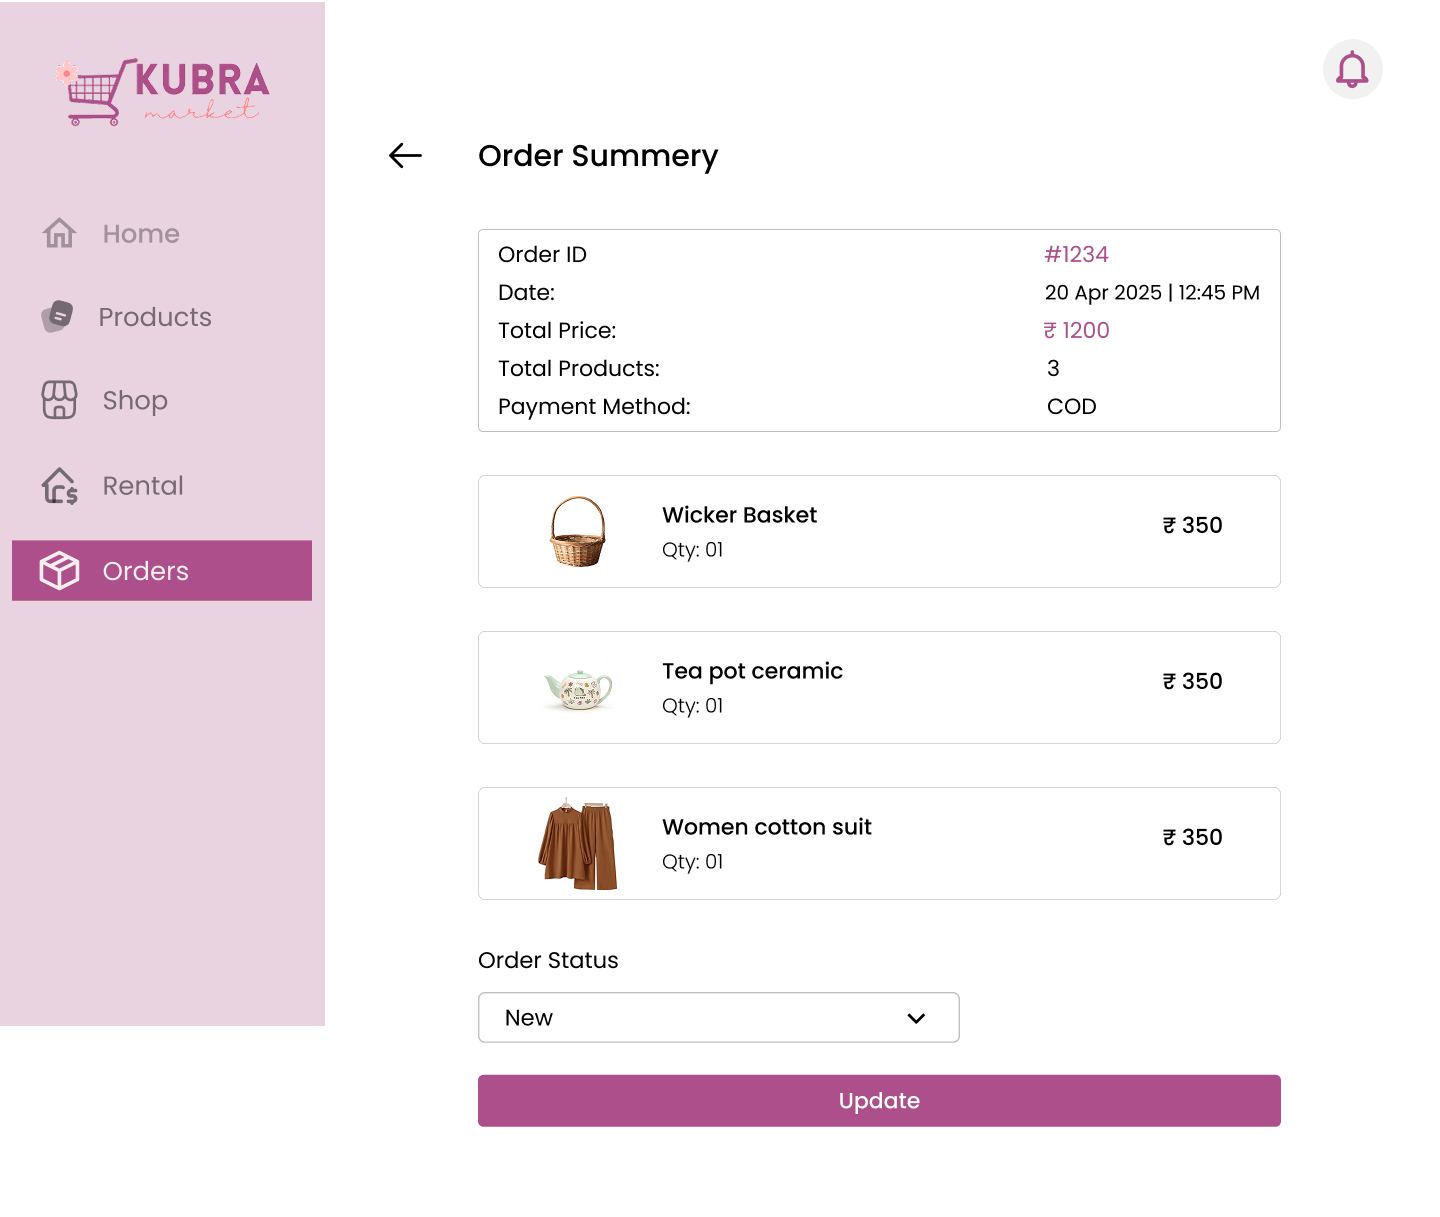 KUBRA
market
Home
Products
Shop
Rental
Orders
Order Summery
Order ID #1234
Date: 20 Apr 2025 | 12:45 PM
Total Price: ₹ 1200
Total Products: 3
Payment Method: COD
Wicker Basket
Qty: 01
₹ 350
Tea pot ceramic
Qty: 01
₹ 350
Women cotton suit
Qty: 01
₹ 350
Order Status
New
Update